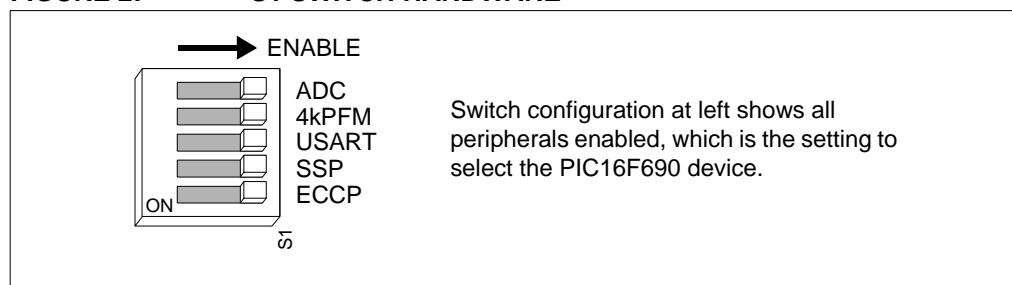 ENABLE
ADC
4kPFM
USART
SSP
ECCP
ON
S1
Switch configuration at left shows all
peripherals enabled, which is the setting to
select the PIC16F690 device.